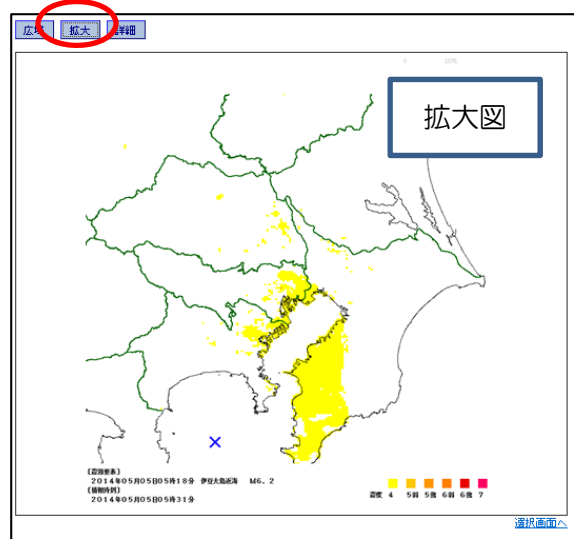 広域 拡大 詳細
拡大図
【震源要素】
2014年05月05日05時18分 伊豆大島近海 M6.2
【情報時刻】
2014年05月05日05時31分
震度 4 5弱 5強 6弱 6強 7
選択画面へ